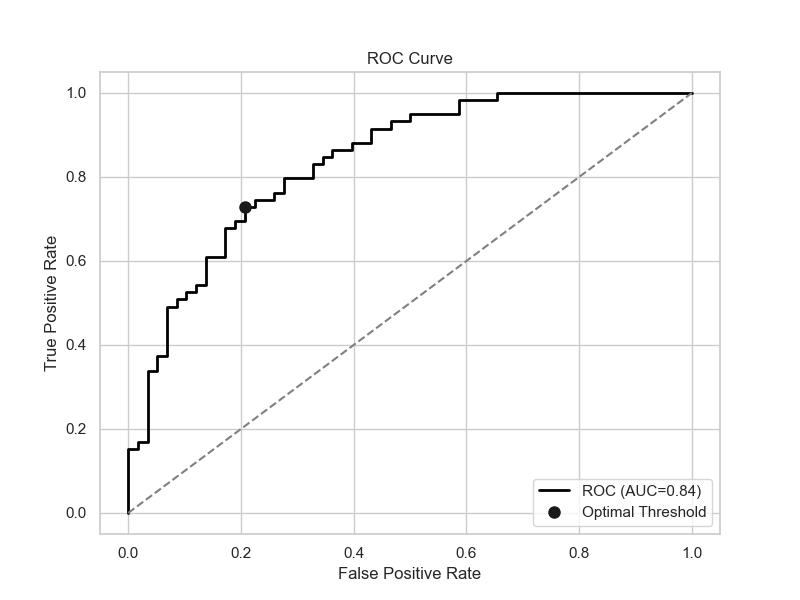 ROC Curve
1.0
0.8
0.6
0.4
0.2
0.0
True Positive Rate
0.0 0.2 0.4 0.6 0.8 1.0
False Positive Rate
ROC (AUC=0.84)
Optimal Threshold